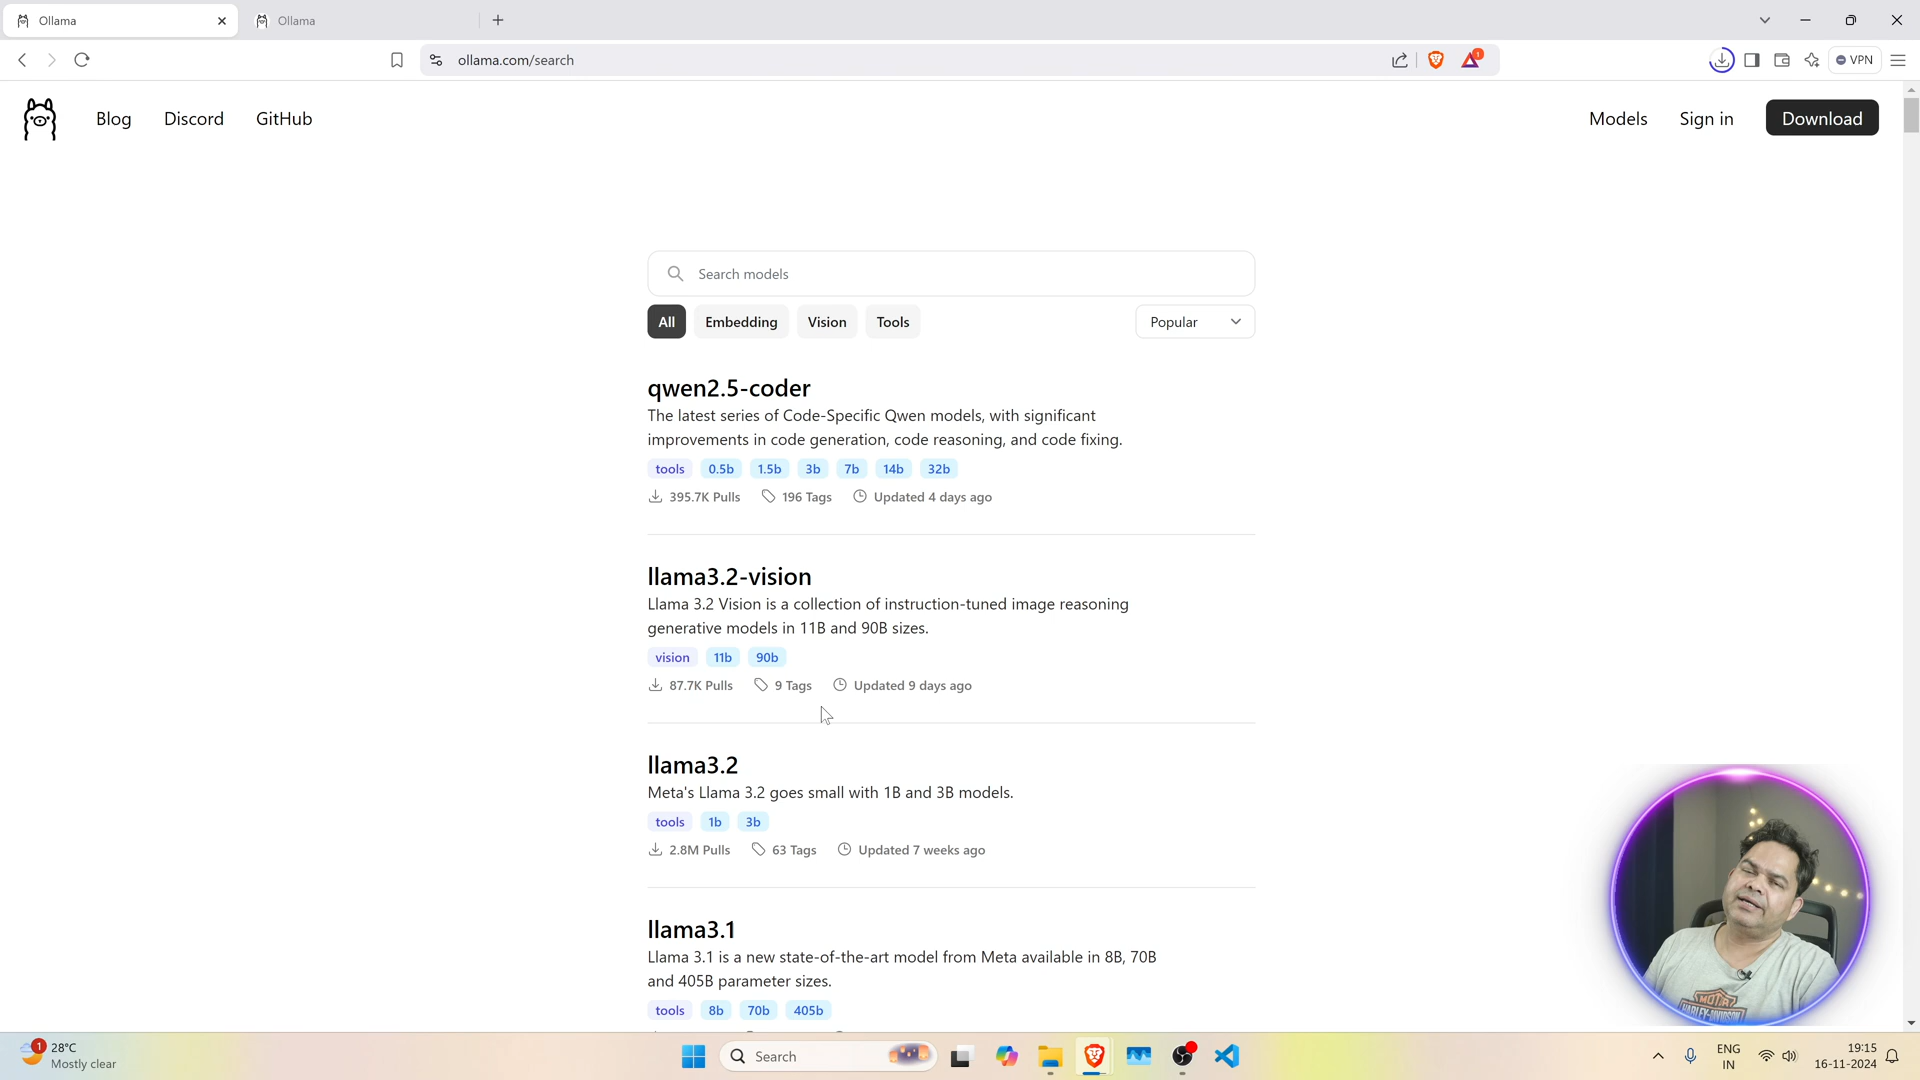 Ollama
Ollama
ollama.com/search
1
VPN
Blog
Discord
GitHub
Models
Sign in
Download
Search models
All
Embedding
Vision
Tools
Popular
qwen2.5-coder
The latest series of Code-Specific Qwen models, with significant
improvements in code generation, code reasoning, and code fixing.
tools 0.5b 1.5b 3b 7b 14b 32b
395.7K Pulls 196 Tags Updated 4 days ago
llama3.2-vision
Llama 3.2 Vision is a collection of instruction-tuned image reasoning
generative models in 11B and 90B sizes.
vision 11b 90b
87.7K Pulls 9 Tags Updated 9 days ago
llama3.2
Meta's Llama 3.2 goes small with 1B and 3B models.
tools 1b 3b
2.8M Pulls 63 Tags Updated 7 weeks ago
llama3.1
Llama 3.1 is a new state-of-the-art model from Meta available in 8B, 70B
and 405B parameter sizes.
tools 8b 70b 405b
MOTO
HARLEY-DAVIDSON
1
28°C
Mostly clear
Search
ENG
IN
19:15
16-11-2024